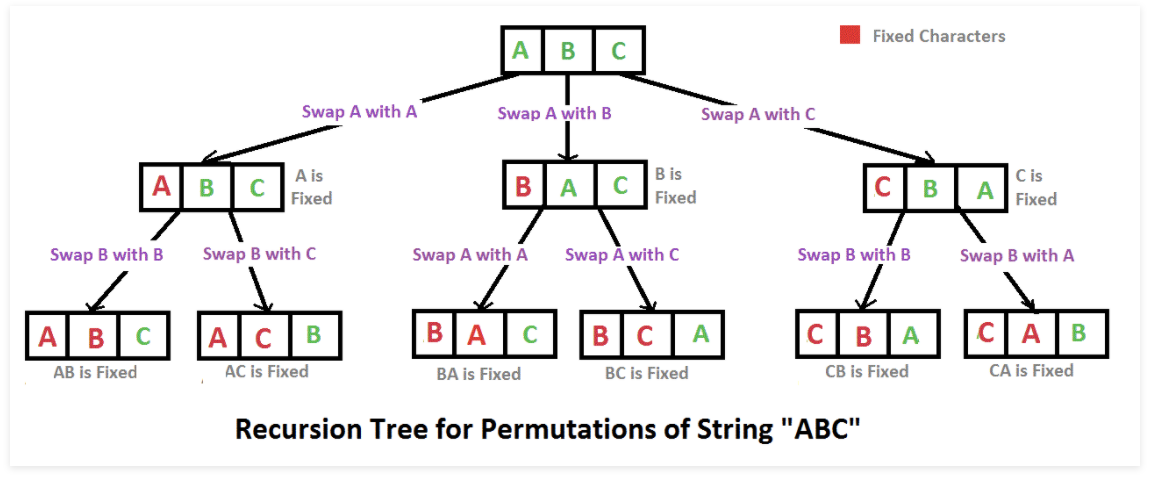 A B C
Fixed Characters
Swap A with A
Swap A with B
Swap A with C
A B C
A is
Fixed
B A C
B is
Fixed
C B A
C is
Fixed
Swap B with B
Swap B with C
Swap A with A
Swap A with C
Swap B with B
Swap B with A
A B C
A C B
B A C
B C A
C B A
C A B
AB is Fixed
AC is Fixed
BA is Fixed
BC is Fixed
CB is Fixed
CA is Fixed
Recursion Tree for Permutations of String "ABC"